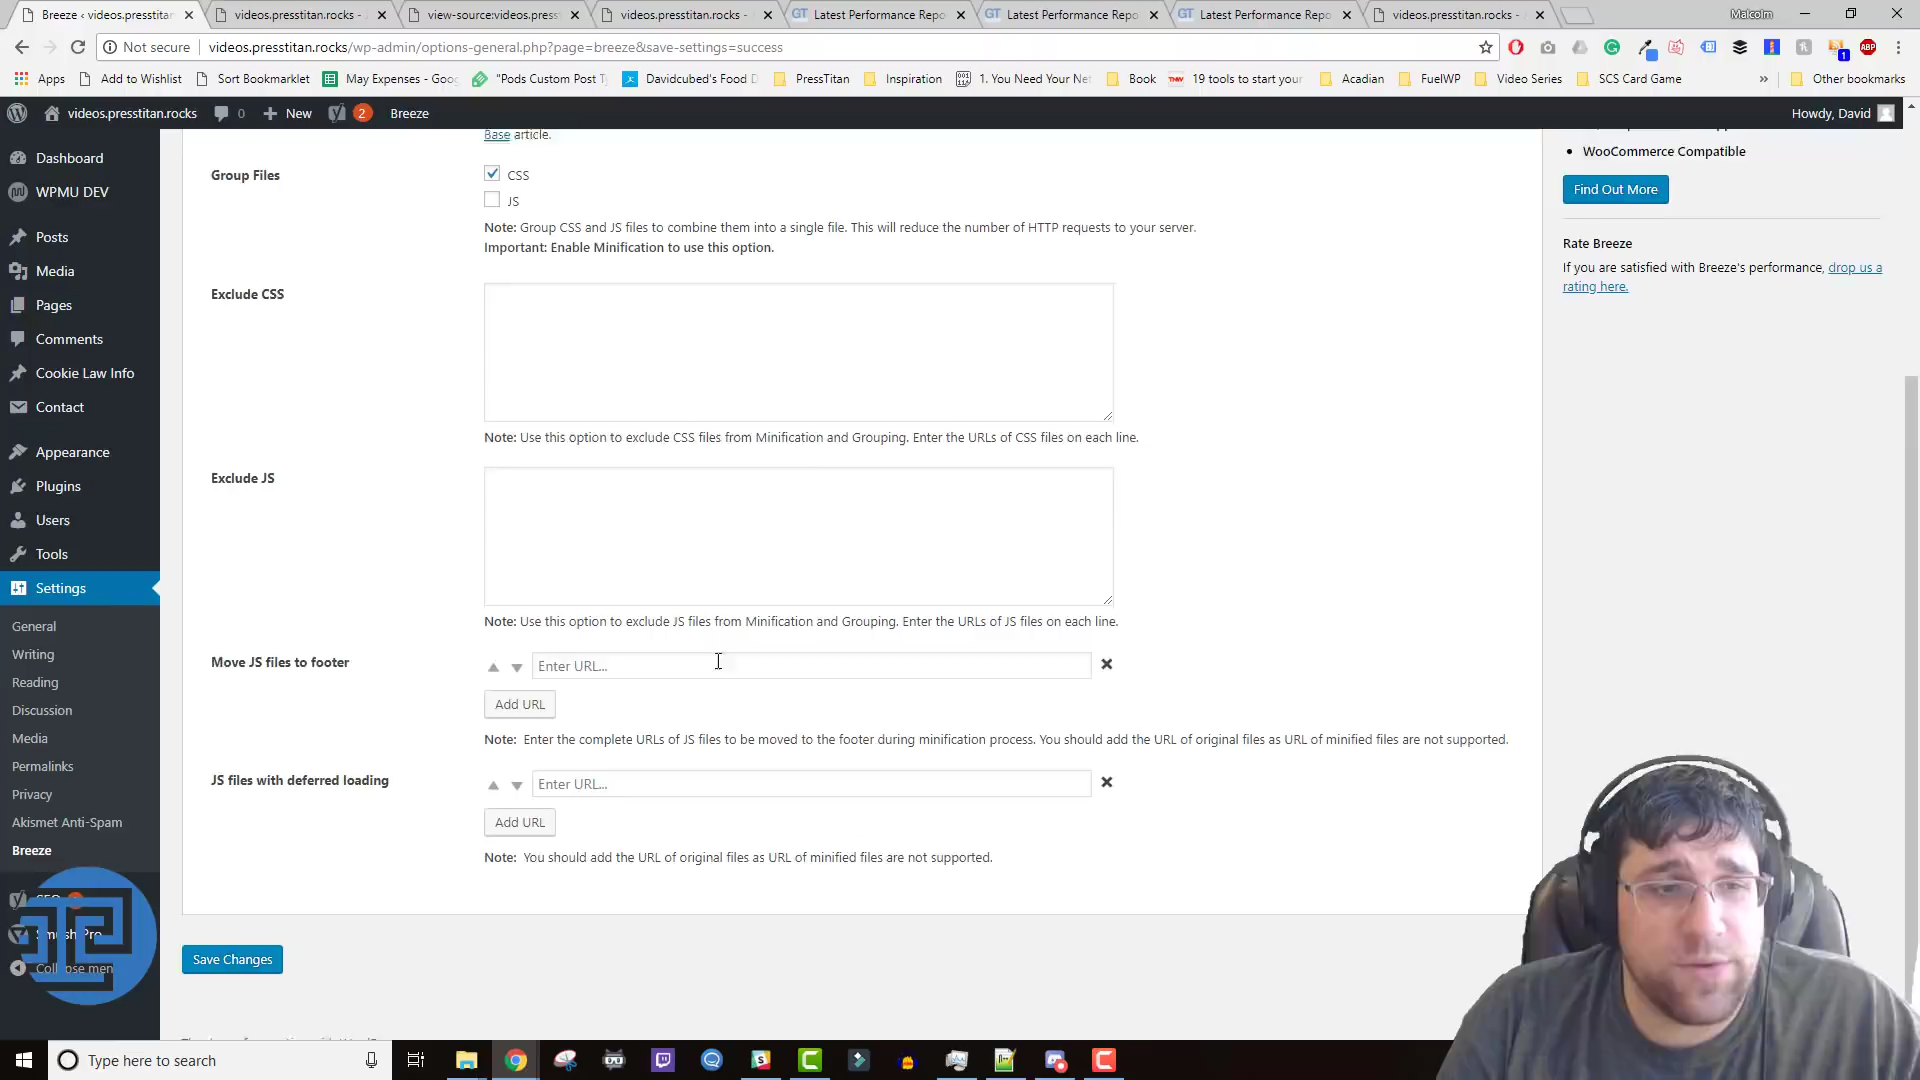 Breeze ‹ videos.presstitan.r
videos.presstitan.rocks -
view-source:videos.presst
videos.presstitan.rocks -
GT Latest Performance Repo
GT Latest Performance Repo
GT Latest Performance Repo
videos.presstitan.rocks -
Malcolm
Not secure videos.presstitan.rocks/wp-admin/options-general.php?page=breeze&save-settings=success
ABP
1
Apps Add to Wishlist Sort Bookmarklet May Expenses - Goo "Pods Custom Post T Davidcubed's Food D PressTitan Inspiration 1. You Need Your Net Book 19 tools to start your Acadian FuelWP Video Series SCS Card Game » Other bookmarks
videos.presstitan.rocks 0 New 2 Breeze Howdy, David
Dashboard
WPMU DEV
Posts
Media
Pages
Comments
Cookie Law Info
Contact
Appearance
Plugins
Users
Tools
Settings
General
Writing
Reading
Discussion
Media
Permalinks
Privacy
Akismet Anti-Spam
Breeze
SEO
Smush Pro
Collapse men
Base article.
Group Files
CSS
JS
Note: Group CSS and JS files to combine them into a single file. This will reduce the number of HTTP requests to your server.
Important: Enable Minification to use this option.
Exclude CSS
Note: Use this option to exclude CSS files from Minification and Grouping. Enter the URLs of CSS files on each line.
Exclude JS
Note: Use this option to exclude JS files from Minification and Grouping. Enter the URLs of JS files on each line.
Move JS files to footer
Enter URL...
Add URL
Note: Enter the complete URLs of JS files to be moved to the footer during minification process. You should add the URL of original files as URL of minified files are not supported.
JS files with deferred loading
Enter URL...
Add URL
Note: You should add the URL of original files as URL of minified files are not supported.
Save Changes
WooCommerce Compatible
Find Out More
Rate Breeze
If you are satisfied with Breeze's performance, drop us a
rating here.
Type here to search